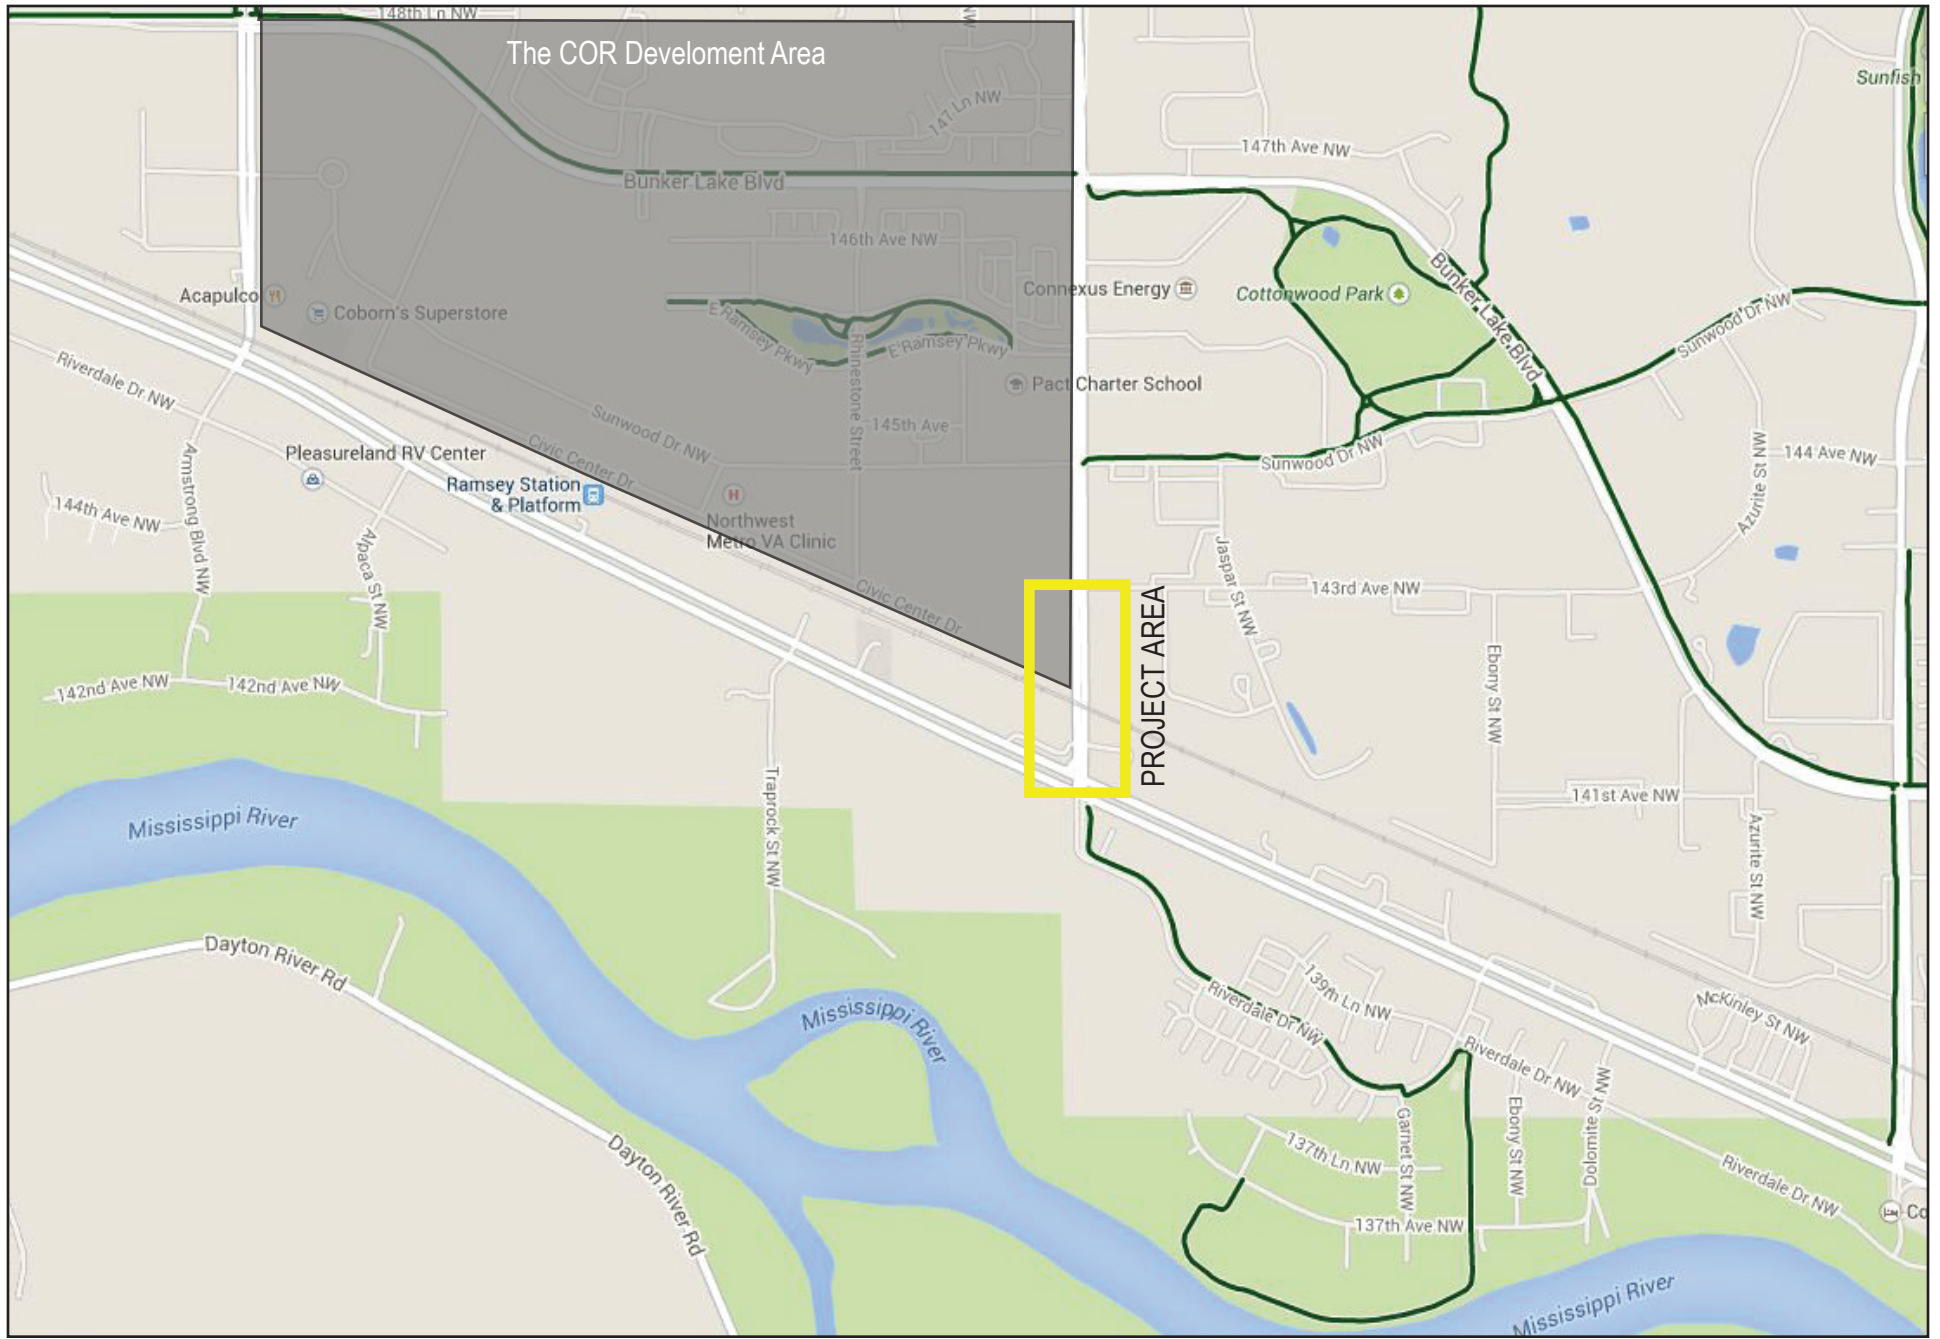 148th Ln NW
NW
The COR Develoment Area
Sunfish
147 Ln NW
147th Ave NW
Bunker Lake Blvd
146th Ave NW
Acapulco
Coborn's Superstore
Connexus Energy
Cottonwood Park
Bunker Lake Blvd
Sunwood Dr NW
E Ramsey Pkwy
E Ramsey Pkwy
Rhinestone Street
Riverdale Dr NW
Pact Charter School
Sunwood Dr NW
145th Ave
Civic Center Dr
Pleasureland RV Center
Armstrong Blvd NW
Ramsey Station
& Platform
Sunwood Dr NW
Azurite St NW
144 Ave NW
144th Ave NW
H
Northwest
Metro VA Clinic
Alpaca St NW
Jaspar St NW
Civic Center Dr
143rd Ave NW
PROJECT AREA
Ebony St NW
142nd Ave NW
142nd Ave NW
Traprock St NW
141st Ave NW
Azurite St NW
Mississippi River
Dayton River Rd
Mississippi River
Riverdale Dr NW
139th Ln NW
McKinley St NW
Riverdale Dr NW
Garnet St NW
Ebony St NW
Dolomite St NW
137th Ln NW
Dayton River Rd
Riverdale Dr NW
137th Ave NW
Co
Mississippi River